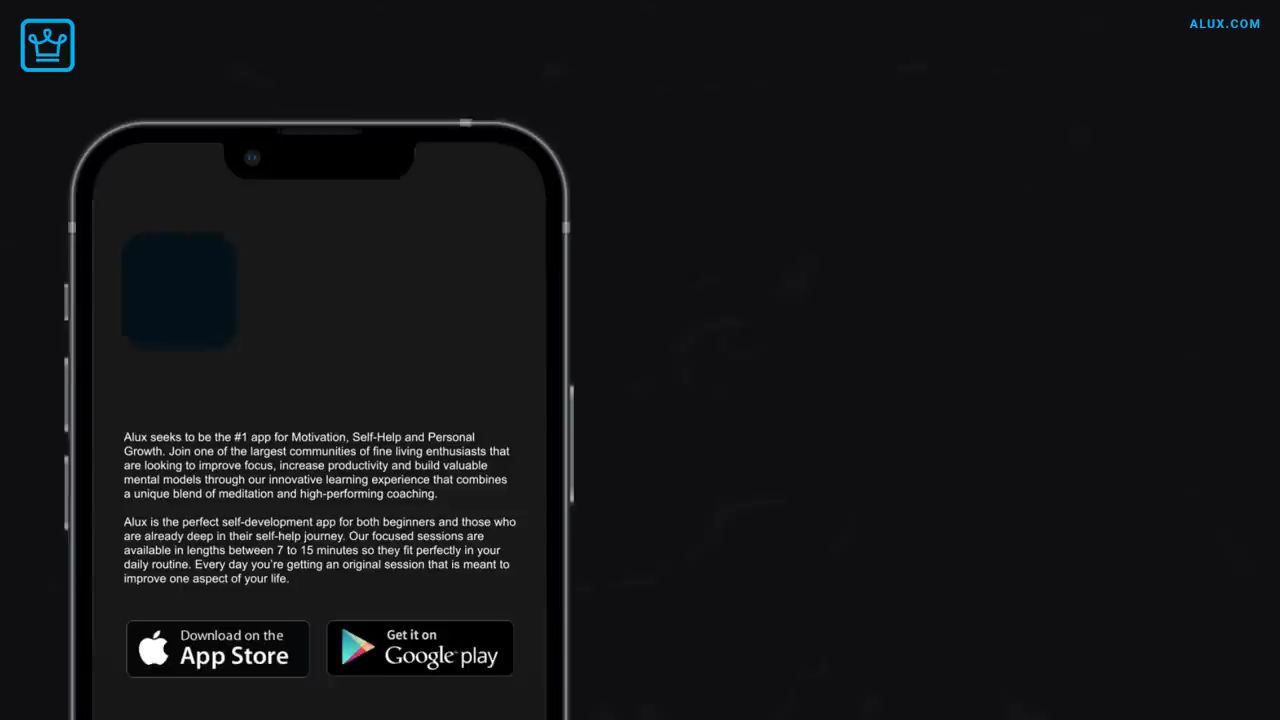 ALUX.COM
Alux seeks to be the #1 app for Motivation, Self-Help and Personal
Growth. Join one of the largest communities of fine living enthusiasts that
are looking to improve focus, increase productivity and build valuable
mental models through our innovative learning experience that combines
a unique blend of meditation and high-performing coaching.
Alux is the perfect self-development app for both beginners and those who
are already deep in their self-help journey. Our focused sessions are
available in lengths between 7 to 15 minutes so they fit perfectly in your
daily routine. Every day you're getting an original session that is meant to
improve one aspect of your life.
Download on the
App Store
Get it on
Google play